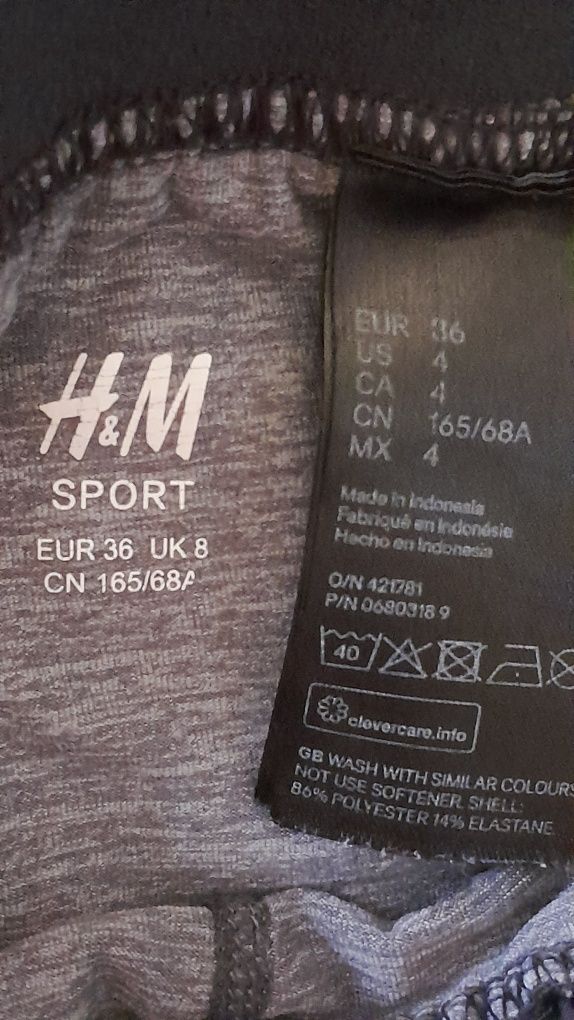 H&M
SPORT
EUR 36 UK 8
CN 165/68A
EUR 36
US 4
CA 4
CN 165/68A
MX 4
Made in Indonesia
Fabriqué en Indonésie
Hecho en Indonesia
O/N 421781
P/N 0680318 9
40
clevercare.info
GB WASH WITH SIMILAR COLOURS
NOT USE SOFTENER. SHELL:
86% POLYESTER 14% ELASTANE